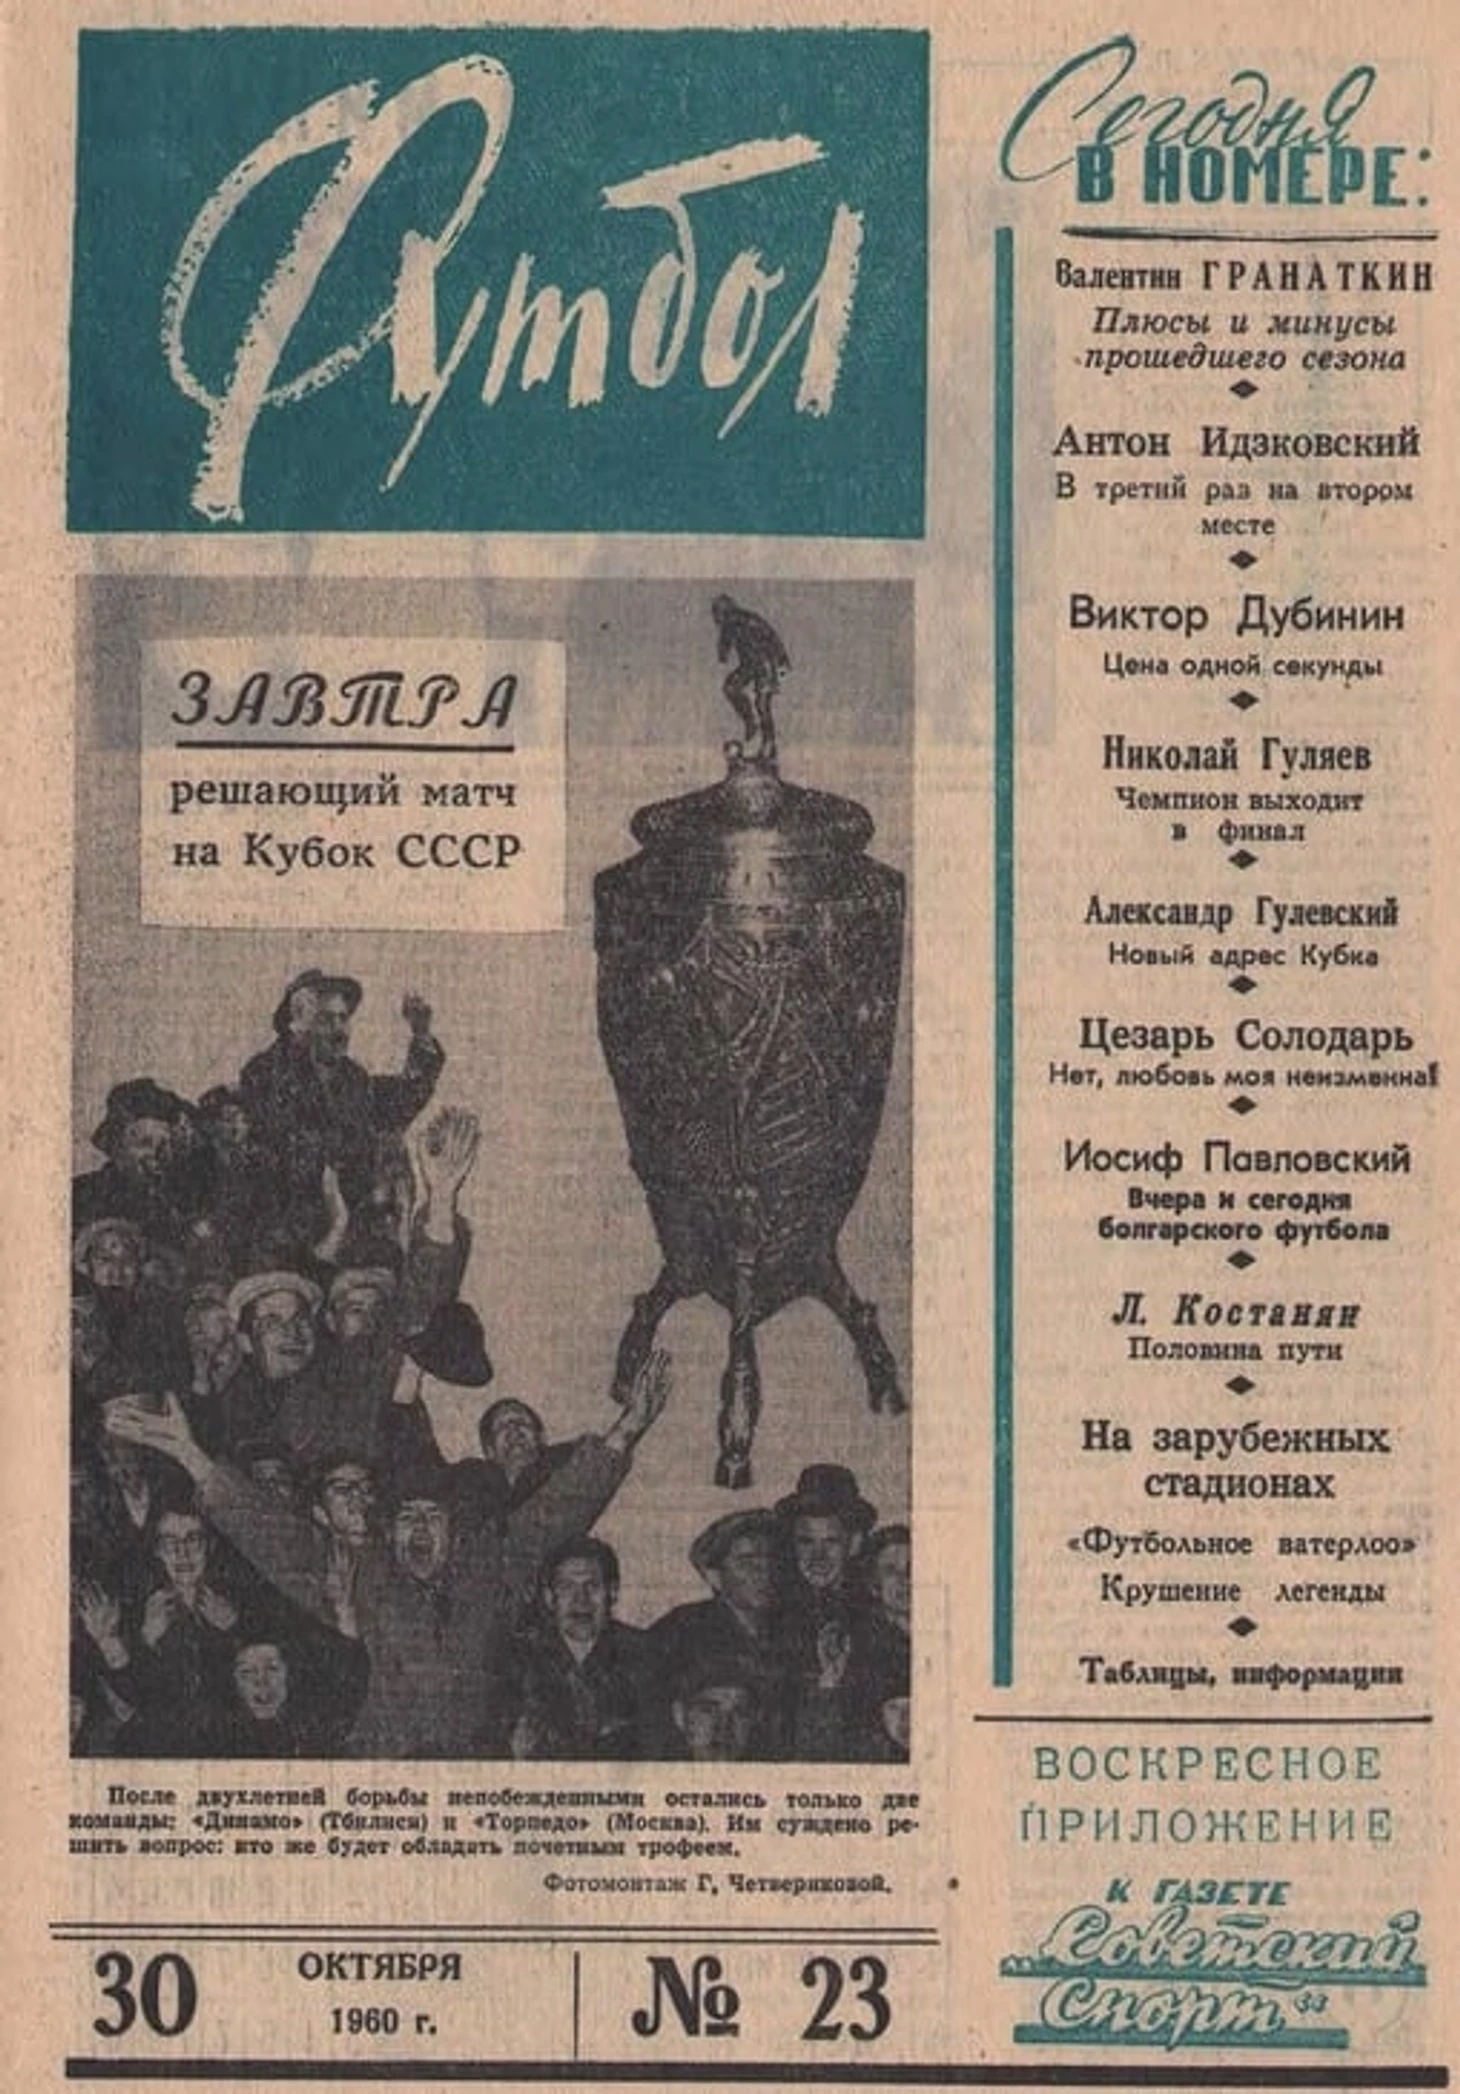 Футбол
ЗАВТРА
решающий матч
на Кубок СССР
После двухлетней борьбы непобежденными остались только две
команды: «Динамо» (Тбилиси) и «Торпедо» (Москва). Им суждено ре-
шить вопрос: кто же будет обладать почетным трофеем.
Фотомонтаж Г. Четвериковой.
30 ОКТЯБРЯ
1960 г.
№ 23
Сегодня
В НОМЕРЕ:
Валентин ГРАНАТКИН
Плюсы и минусы
прошедшего сезона
Антон Идзковский
В третий раз на втором
месте
Виктор Дубинин
Цена одной секунды
Николай Гуляев
Чемпион выходит
в финал
Александр Гулевский
Новый адрес Кубка
Цезарь Солодарь
Нет, любовь моя неизменна!
Иосиф Павловский
Вчера и сегодня
болгарского футбола
Л. Костанян
Половина пути
На зарубежных
стадионах
«Футбольное ватерлоо»
Крушение легенды
Таблицы, информации
ВОСКРЕСНОЕ
ПРИЛОЖЕНИЕ
К ГАЗЕТЕ
„Советский
Спорт“